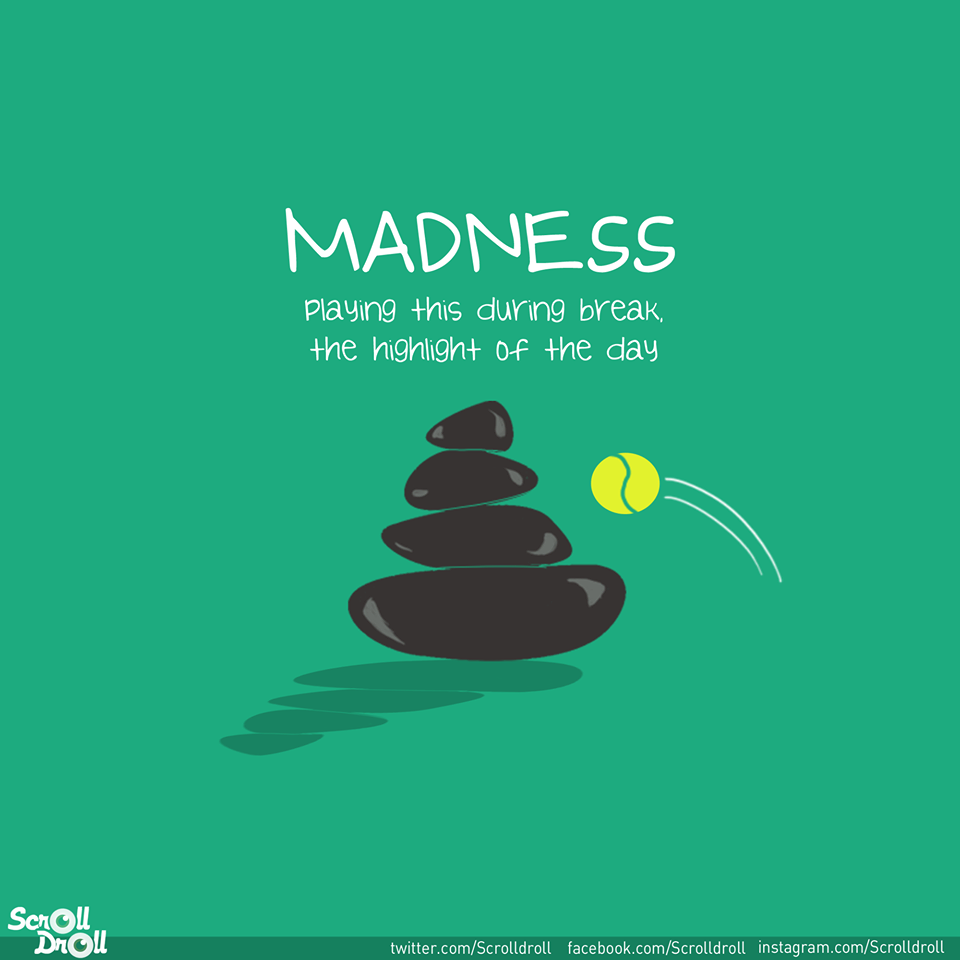 MADNESS
Playing this during break,
the highlight of the day
Scroll
Droll
twitter.com/Scrolldroll facebook.com/Scrolldroll instagram.com/Scrolldroll